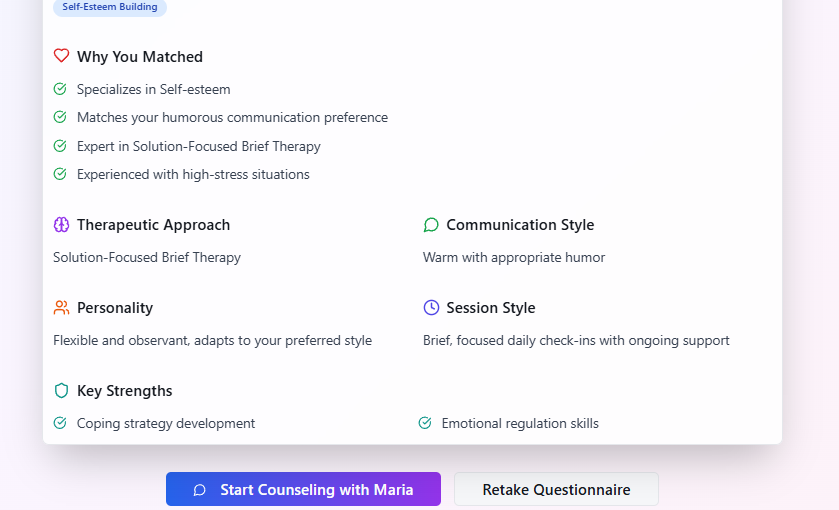 Self-Esteem Building
Why You Matched
Specializes in Self-esteem
Matches your humorous communication preference
Expert in Solution-Focused Brief Therapy
Experienced with high-stress situations
Therapeutic Approach
Solution-Focused Brief Therapy
Communication Style
Warm with appropriate humor
Personality
Flexible and observant, adapts to your preferred style
Session Style
Brief, focused daily check-ins with ongoing support
Key Strengths
Coping strategy development
Emotional regulation skills
Start Counseling with Maria
Retake Questionnaire